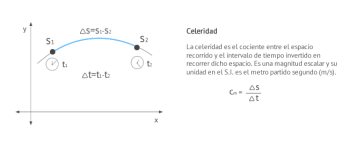 y
△S=S₁-S₂
S₁
S₂
t₁
t₂
△t=t₁-t₂
x
Celeridad
La celeridad es el cociente entre el espacio
recorrido y el intervalo de tiempo invertido en
recorrer dicho espacio. Es una magnitud escalar y su
unidad en el S.I. es el metro partido segundo (m/s).
cₘ = △S
△t